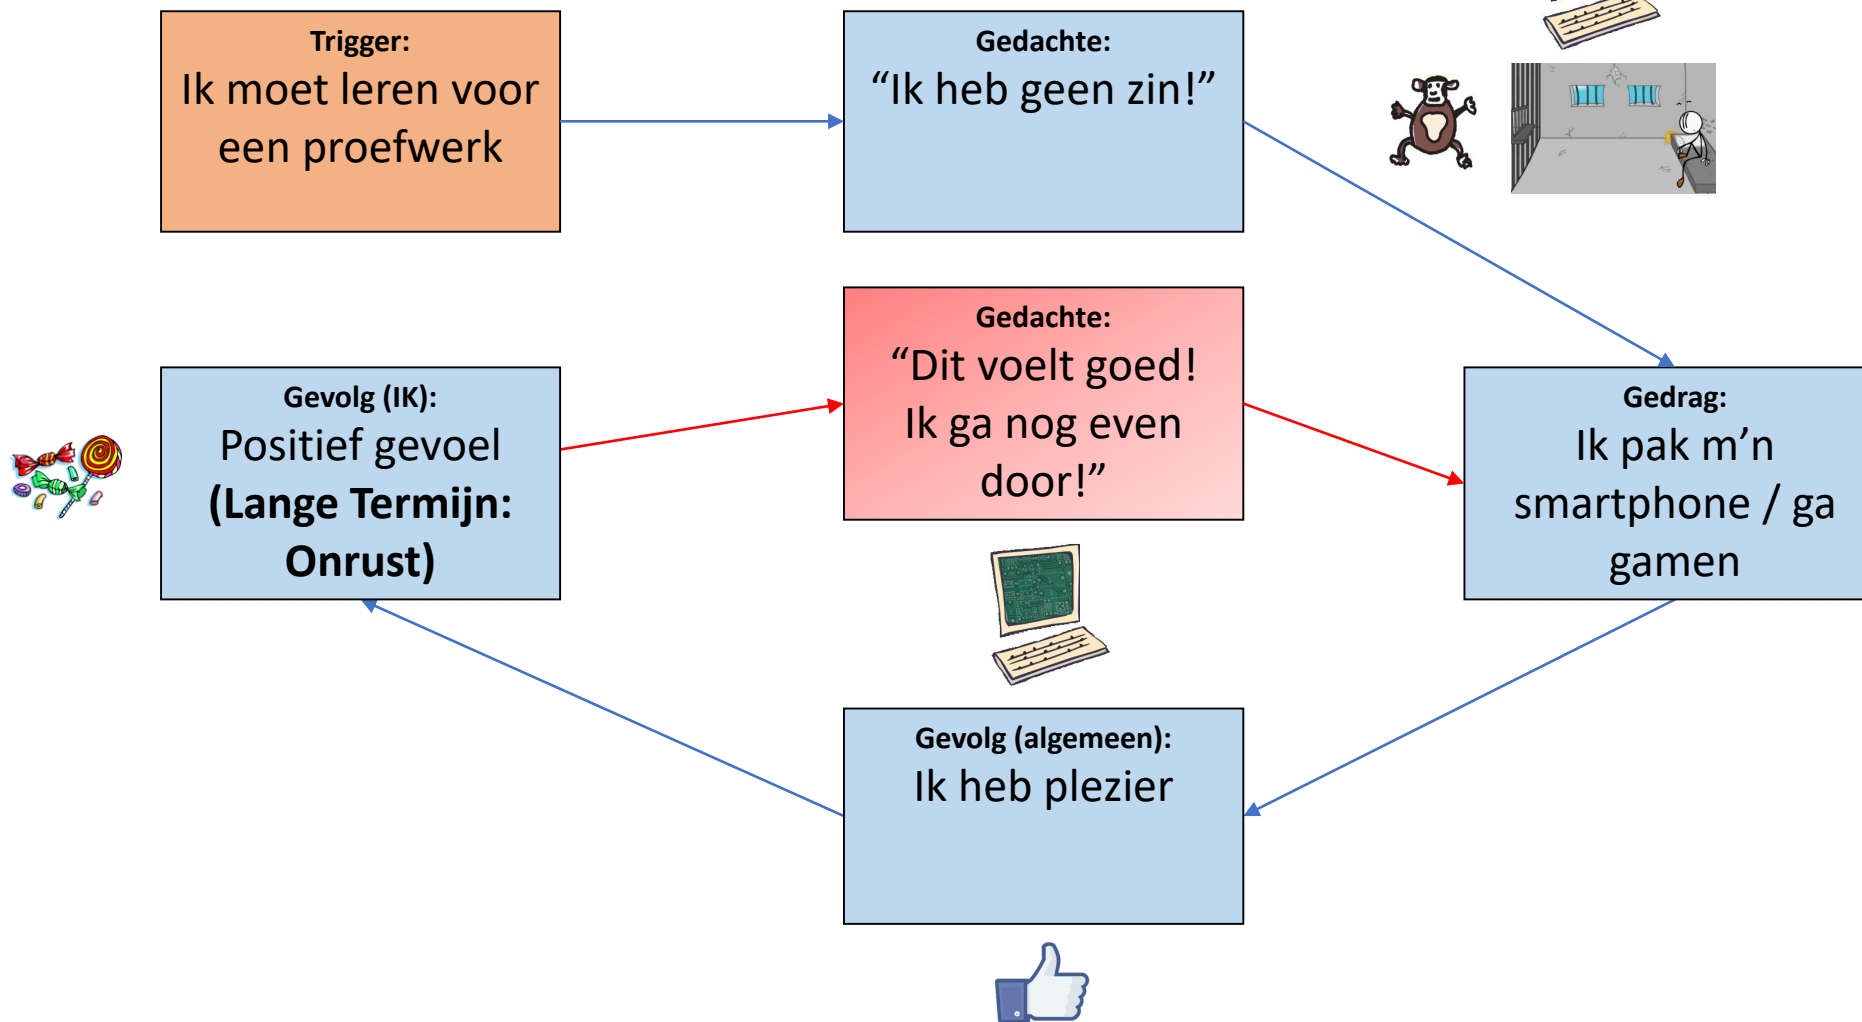 Trigger:
Ik moet leren voor
een proefwerk
Gedachte:
“Ik heb geen zin!”
Gedachte:
“Dit voelt goed!
Ik ga nog even
door!”
Gevolg (IK):
Positief gevoel
(Lange Termijn:
Onrust)
Gedrag:
Ik pak m’n
smartphone / ga
gamen
Gevolg (algemeen):
Ik heb plezier